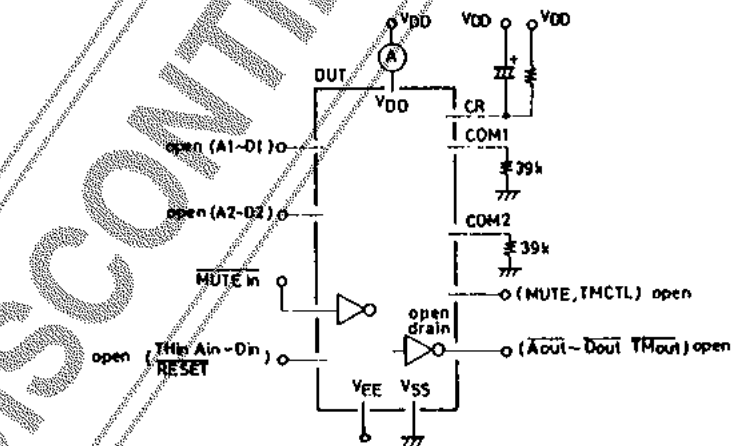 VDD
VDD
VDD
A
+
DUT
VDD
CR
COM1
open (A1~D1)
39k
open (A2~D2)
COM2
39k
MUTE in
(MUTE, TMCTL) open
open
drain
open ( THin Ain~Din )
RESET
(Aout~Dout TMout) open
VEE
VSS
DISCONTI